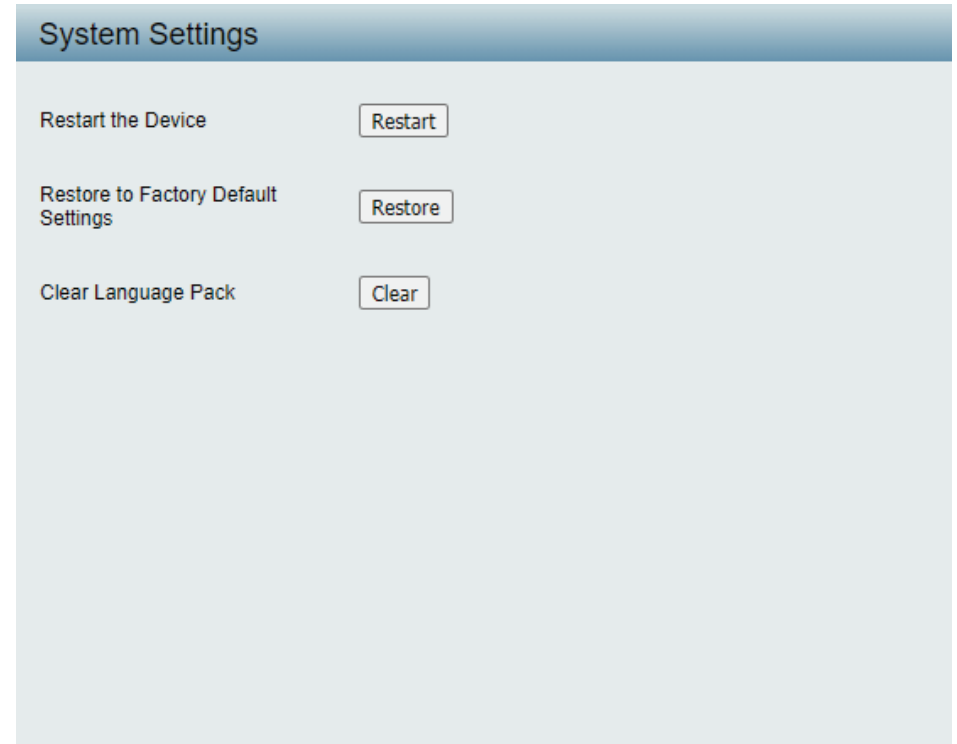 System Settings
Restart the Device Restart
Restore to Factory Default
Settings Restore
Clear Language Pack Clear